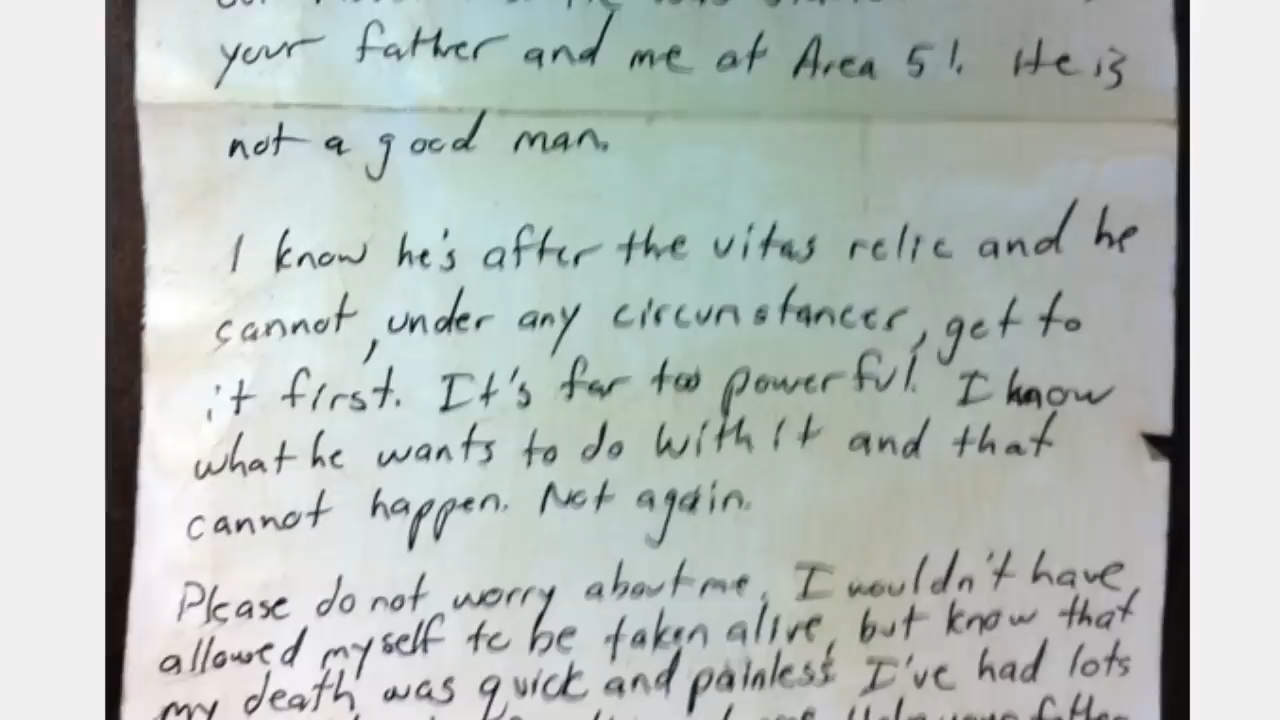 your father and me at Area 51. He is
not a good man.
I know he's after the vitas relic and he
cannot, under any circumstances, get to
it first. It's far too powerful. I know
what he wants to do with it and that
cannot happen. Not again.
Please do not worry about me. I wouldn't have
allowed myself to be taken alive, but know that
my death was quick and painless. I've had lots